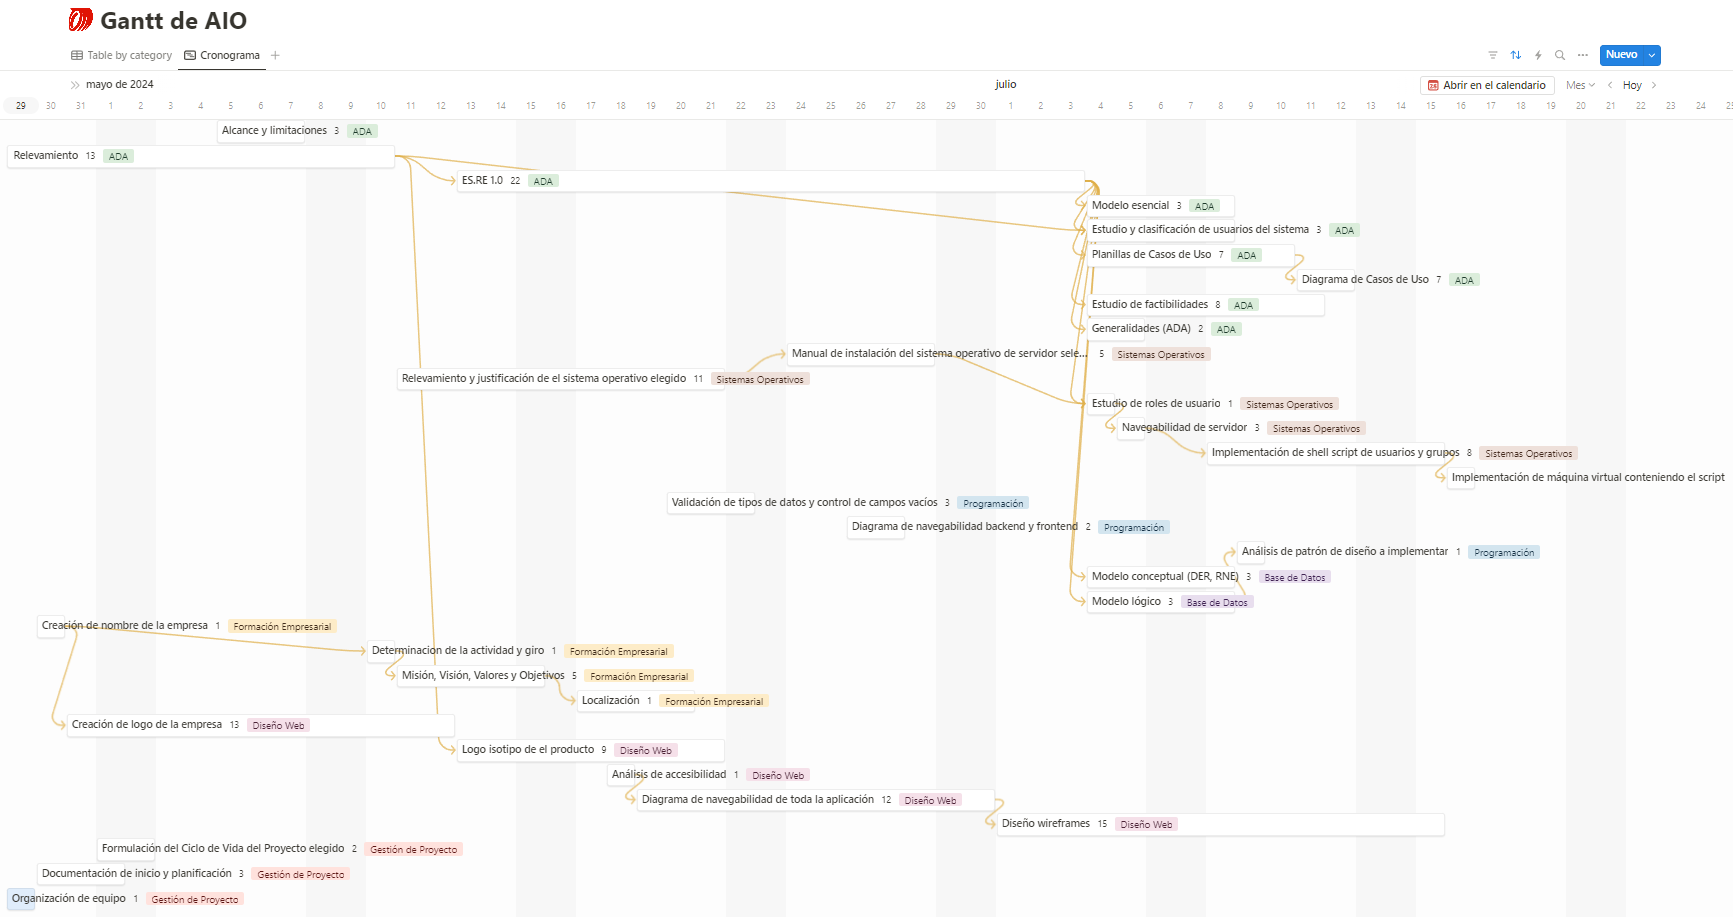 Gantt de AIO
Table by category Cronograma
Nuevo
mayo de 2024 julio Abrir en el calendario Mes Hoy
29 30 31 1 2 3 4 5 6 7 8 9 10 11 12 13 14 15 16 17 18 19 20 21 22 23 24 25 26 27 28 29 30 1 2 3 4 5 6 7 8 9 10 11 12 13 14 15 16 17 18 19 20 21 22 23 24
Alcance y limitaciones 3 ADA
Relevamiento 13 ADA
ES.RE 1.0 22 ADA
Modelo esencial 3 ADA
Estudio y clasificación de usuarios del sistema 3 ADA
Planillas de Casos de Uso 7 ADA
Diagrama de Casos de Uso 7 ADA
Estudio de factibilidades 8 ADA
Generalidades (ADA) 2 ADA
Manual de instalación del sistema operativo de servidor sele... 5 Sistemas Operativos
Relevamiento y justificación de el sistema operativo elegido 11 Sistemas Operativos
Estudio de roles de usuario 1 Sistemas Operativos
Navegabilidad de servidor 3 Sistemas Operativos
Implementación de shell script de usuarios y grupos 8 Sistemas Operativos
Implementación de máquina virtual conteniendo el script
Validación de tipos de datos y control de campos vacíos 3 Programación
Diagrama de navegabilidad backend y frontend 2 Programación
Análisis de patrón de diseño a implementar 1 Programación
Modelo conceptual (DER, RNE) 3 Base de Datos
Modelo lógico 3 Base de Datos
Creación de nombre de la empresa 1 Formación Empresarial
Determinacion de la actividad y giro 1 Formación Empresarial
Misión, Visión, Valores y Objetivos 5 Formación Empresarial
Localización 1 Formación Empresarial
Creación de logo de la empresa 13 Diseño Web
Logo isotipo de el producto 9 Diseño Web
Análisis de accesibilidad 1 Diseño Web
Diagrama de navegabilidad de toda la aplicación 12 Diseño Web
Diseño wireframes 15 Diseño Web
Formulación del Ciclo de Vida del Proyecto elegido 2 Gestión de Proyecto
Documentación de inicio y planificación 3 Gestión de Proyecto
Organización de equipo 1 Gestión de Proyecto